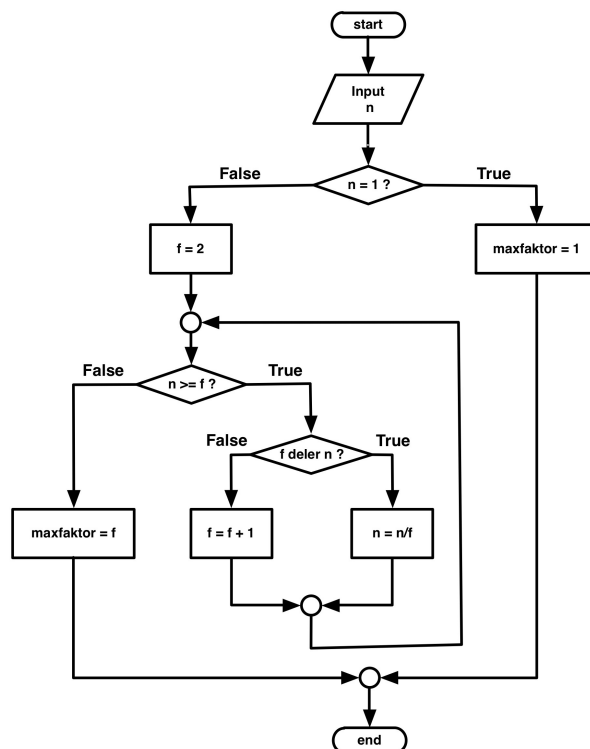 start
Input
n
False
True
n = 1 ?
f = 2
maxfaktor = 1
False
True
n >= f ?
False
True
f deler n ?
maxfaktor = f
f = f + 1
n = n/f
end